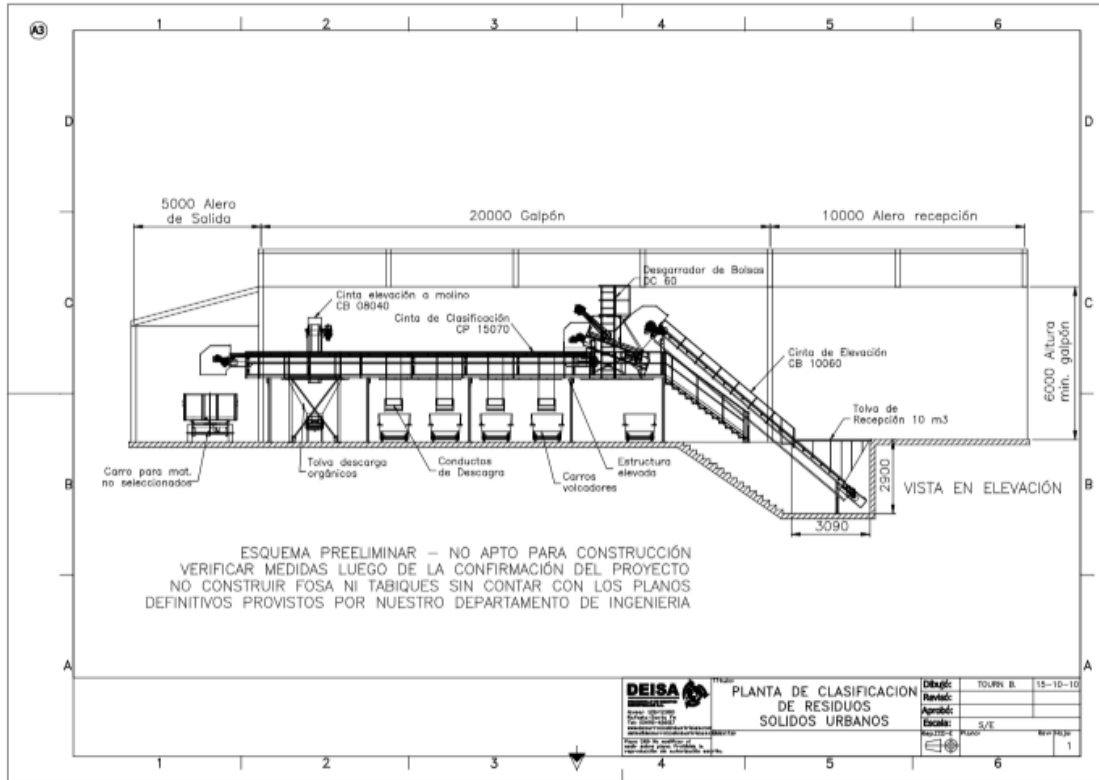 A3
1 2 3 4 5 6
D D
5000 Alero
de Salida
20000 Galpón
10000 Alero recepción
Desgarrador de Bolsas
DC 60
Cinta elevación a molino
CB 08040
Cinta de Clasificación
CP 15070
C C
Cinta de Elevación
CB 10060
6000 Altura
min. galpón
Tolva de
Recepción 10 m3
Carro para mat.
no seleccionados
Tolva descarga
orgánicos
Conductos
de Descagra
Carros
volcadores
Estructura
elevada
B B
2900
VISTA EN ELEVACIÓN
3090
ESQUEMA PREELIMINAR – NO APTO PARA CONSTRUCCIÓN
VERIFICAR MEDIDAS LUEGO DE LA CONFIRMACIÓN DEL PROYECTO
NO CONSTRUIR FOSA NI TABIQUES SIN CONTAR CON LOS PLANOS
DEFINITIVOS PROVISTOS POR NUESTRO DEPARTAMENTO DE INGENIERIA
A A
DEISA
PLANTA DE CLASIFICACION
DE RESIDUOS
SOLIDOS URBANOS
Dibujó: TOURN B. 15-10-10
Revisó:
Aprobó:
Escala: S/E
1
1 2 3 4 5 6